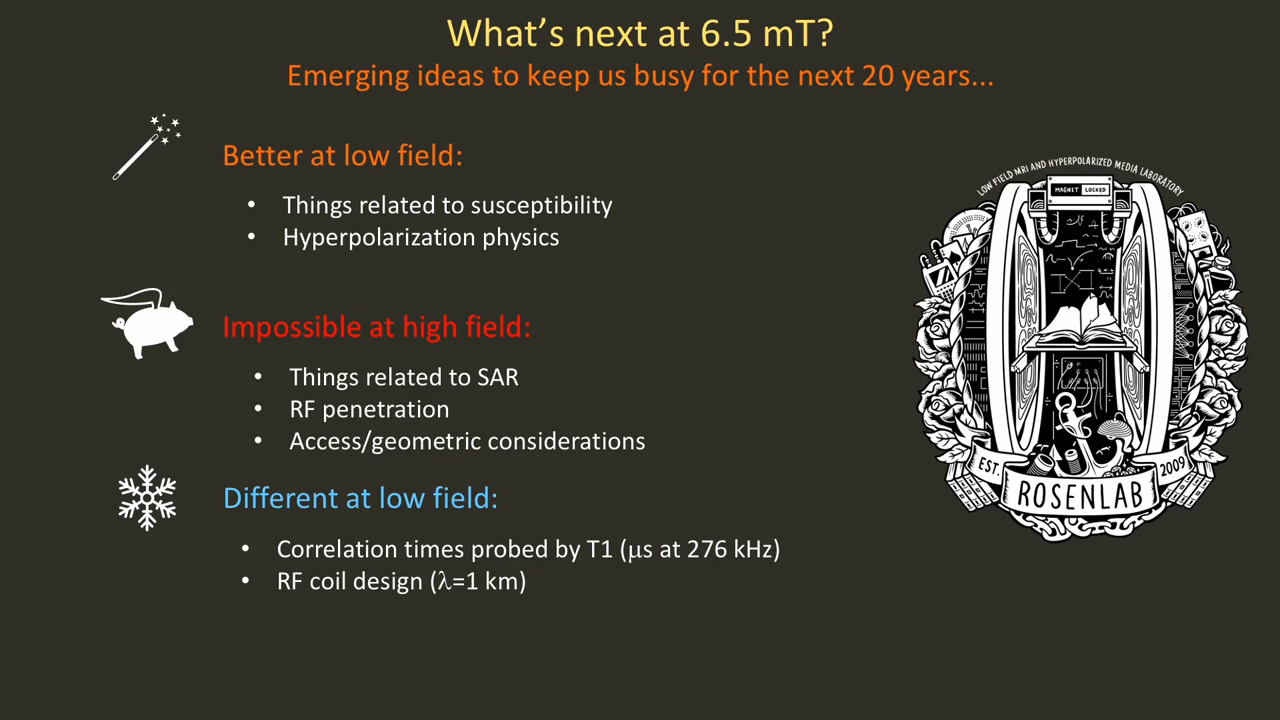 What’s next at 6.5 mT?
Emerging ideas to keep us busy for the next 20 years...
Better at low field:
• Things related to susceptibility
• Hyperpolarization physics
Impossible at high field:
• Things related to SAR
• RF penetration
• Access/geometric considerations
Different at low field:
• Correlation times probed by T1 (μs at 276 kHz)
• RF coil design (λ=1 km)
LOW FIELD MRI AND HYPERPOLARIZED MEDIA LABORATORY
MAGNET LOCKED
EST. 2009
ROSENLAB